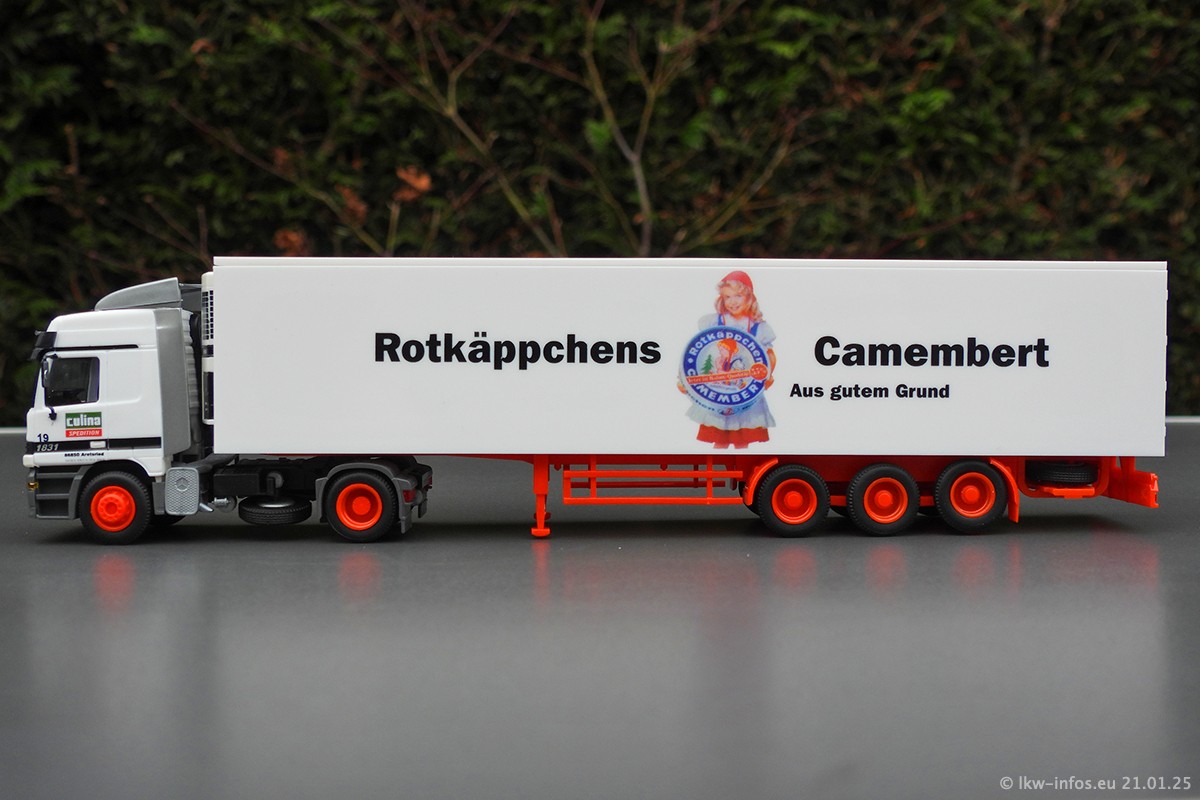 Rotkäppchens
Camembert
Aus gutem Grund
Rotkäppchen
CAMEMBERT
culina
SPEDITION
19
1831
© lkw-infos.eu 21.01.25